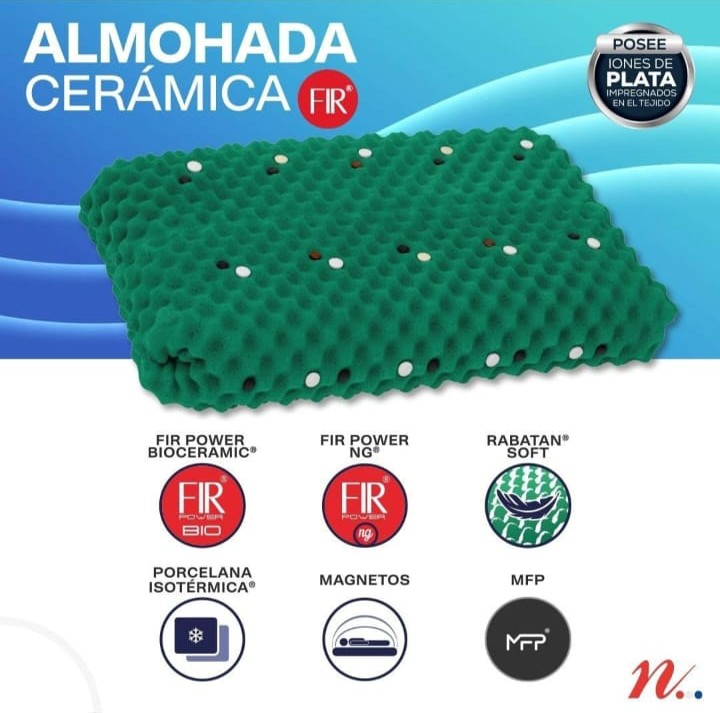 ALMOHADA
CERÁMICA FIR®
POSEE
IONES DE
PLATA
IMPREGNADOS
EN EL TEJIDO
FIR POWER
BIOCERAMIC®
FIR®
POWER
BIO
FIR POWER
NG®
FIR®
POWER
ng
RABATAN®
SOFT
PORCELANA
ISOTÉRMICA®
MAGNETOS
MFP
MFP®
n...